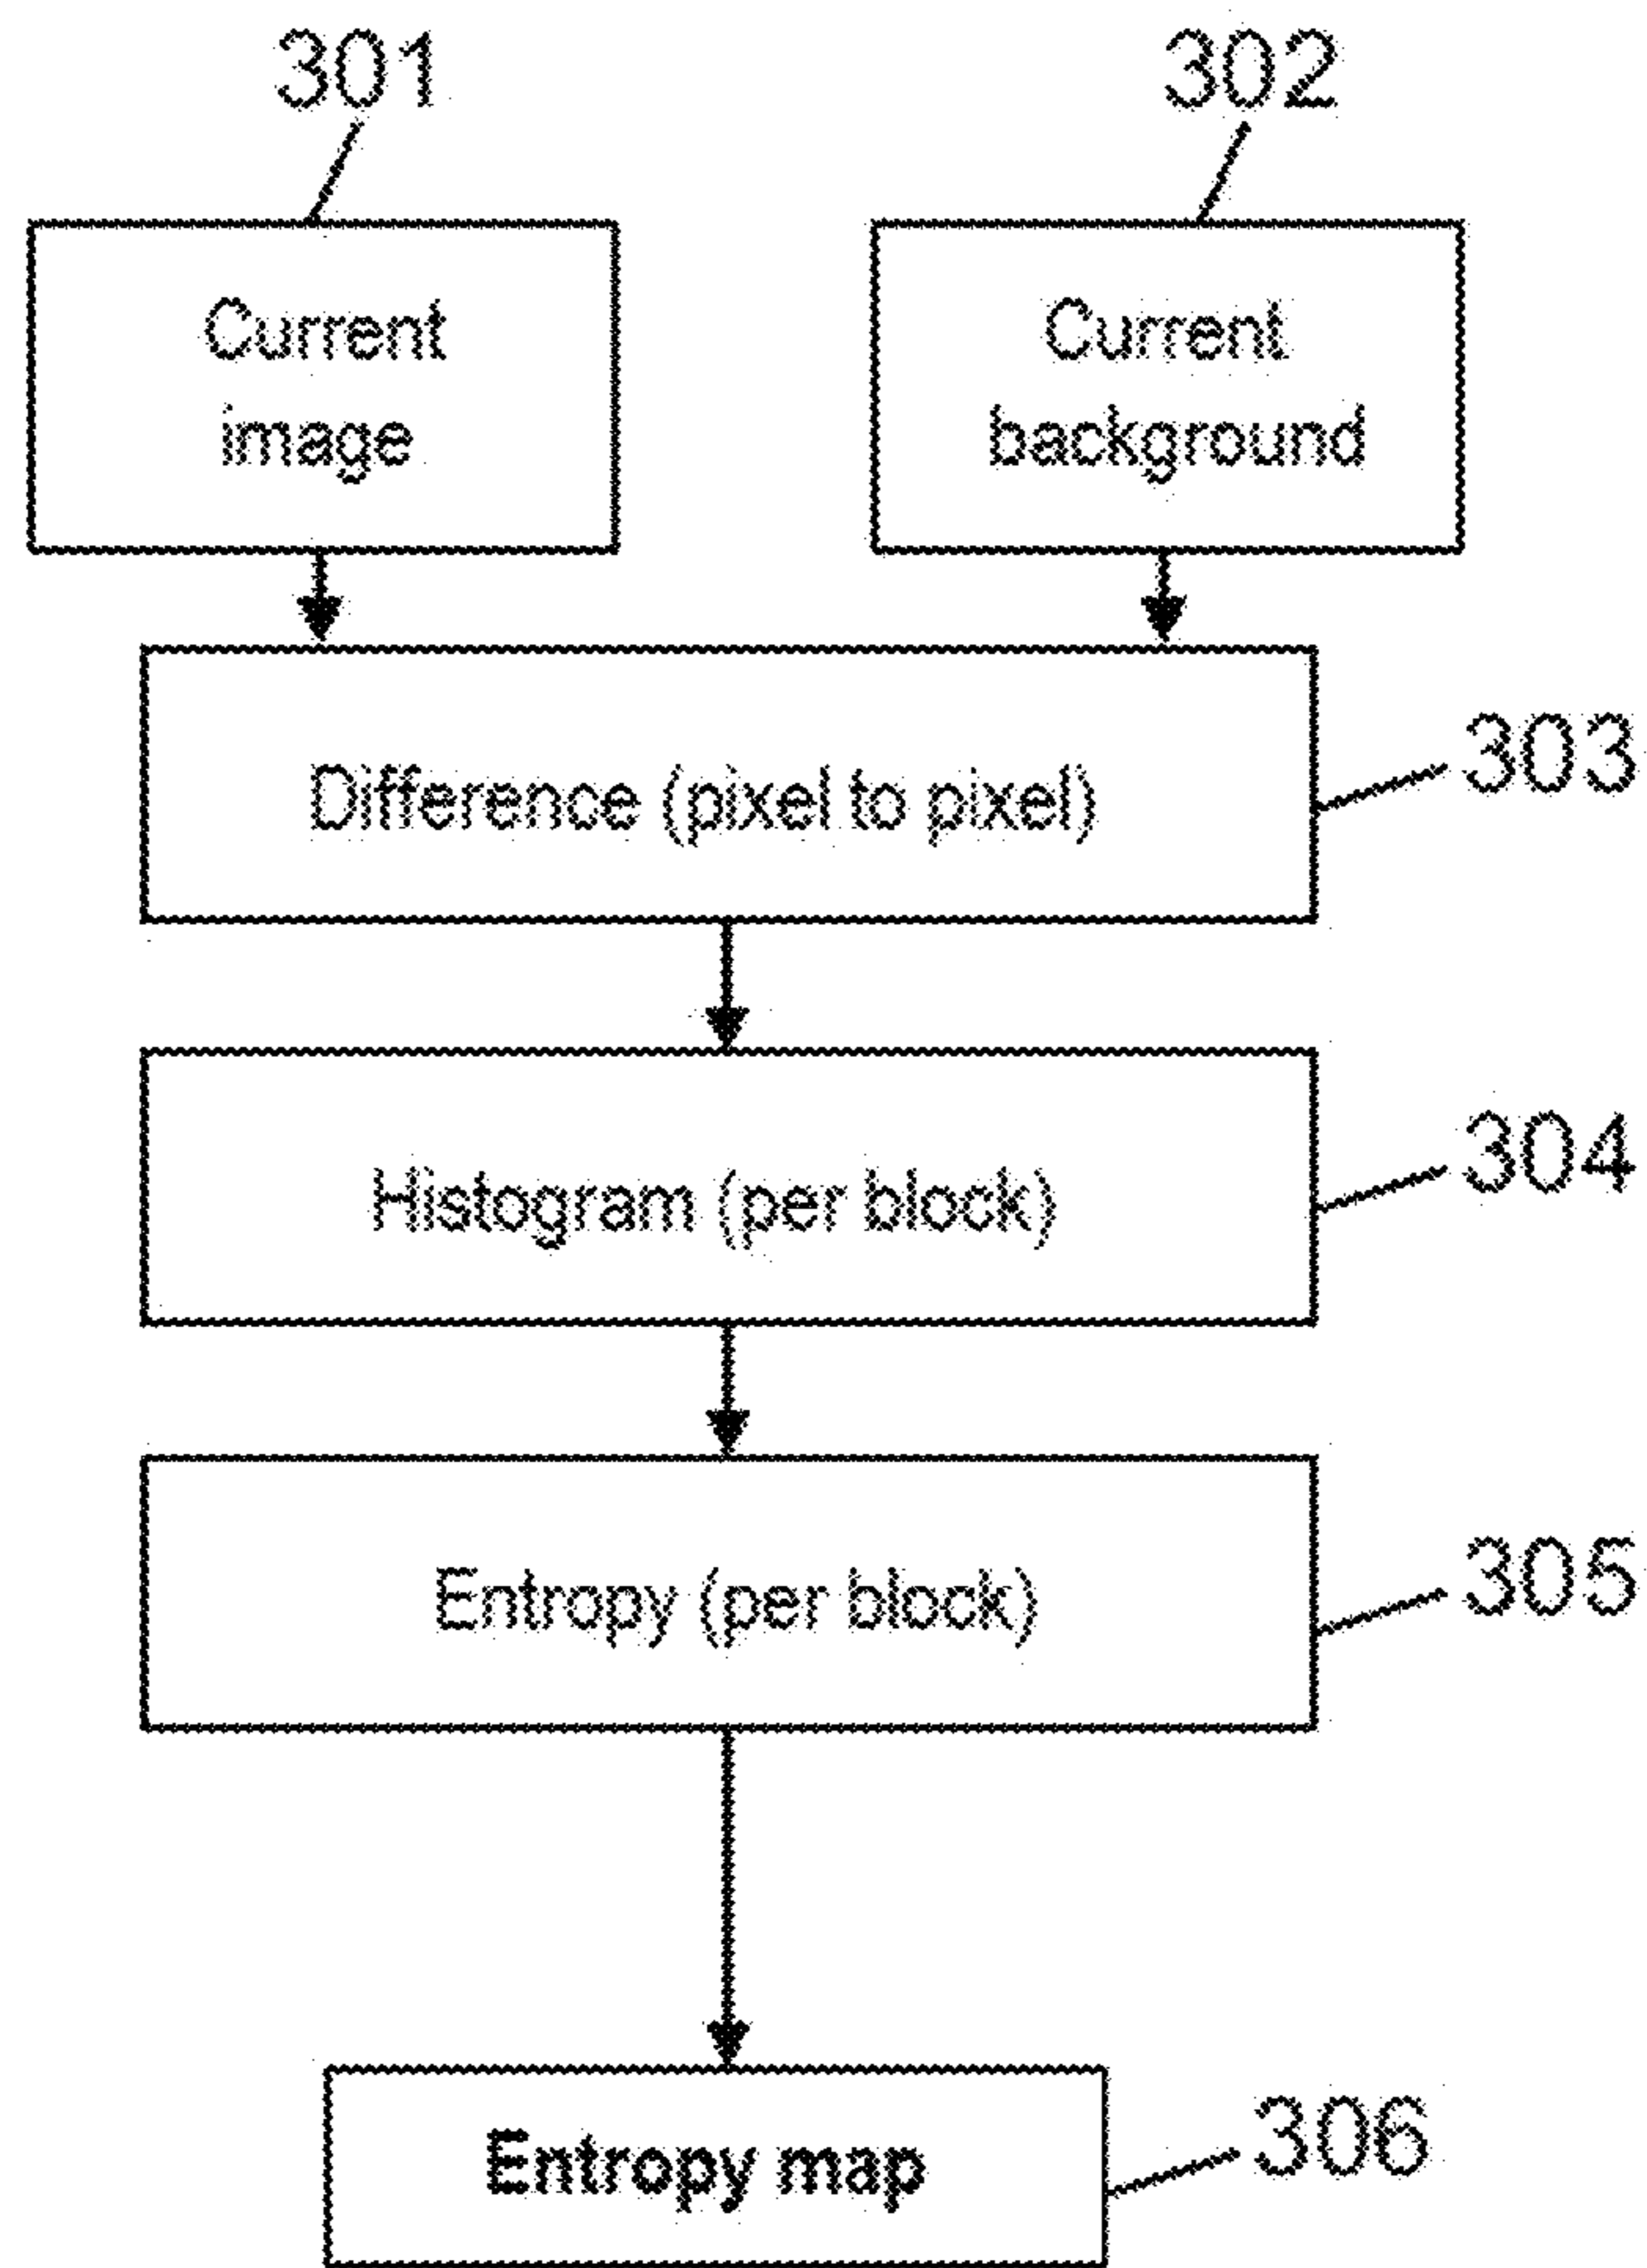 301
302
Current
image
Current
background
Difference (pixel to pixel)
303
Histogram (per block)
304
Entropy (per block)
305
Entropy map
306